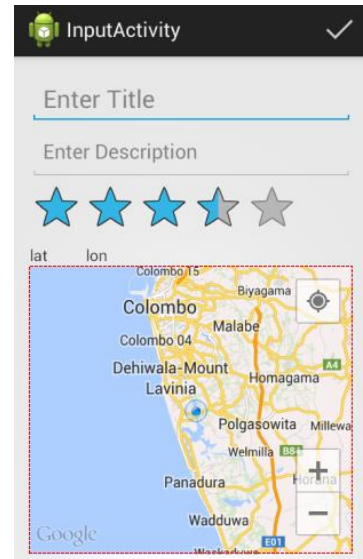 InputActivity
Enter Title
Enter Description
lat lon
Colombo 15
Biyagama
Colombo
Malabe
Colombo 04
Dehiwala-Mount
Lavinia
A4
Homagama
Polgasowita Millewa
Welmilla B84
+
Horana
Panadura
−
Wadduwa
Google
E01